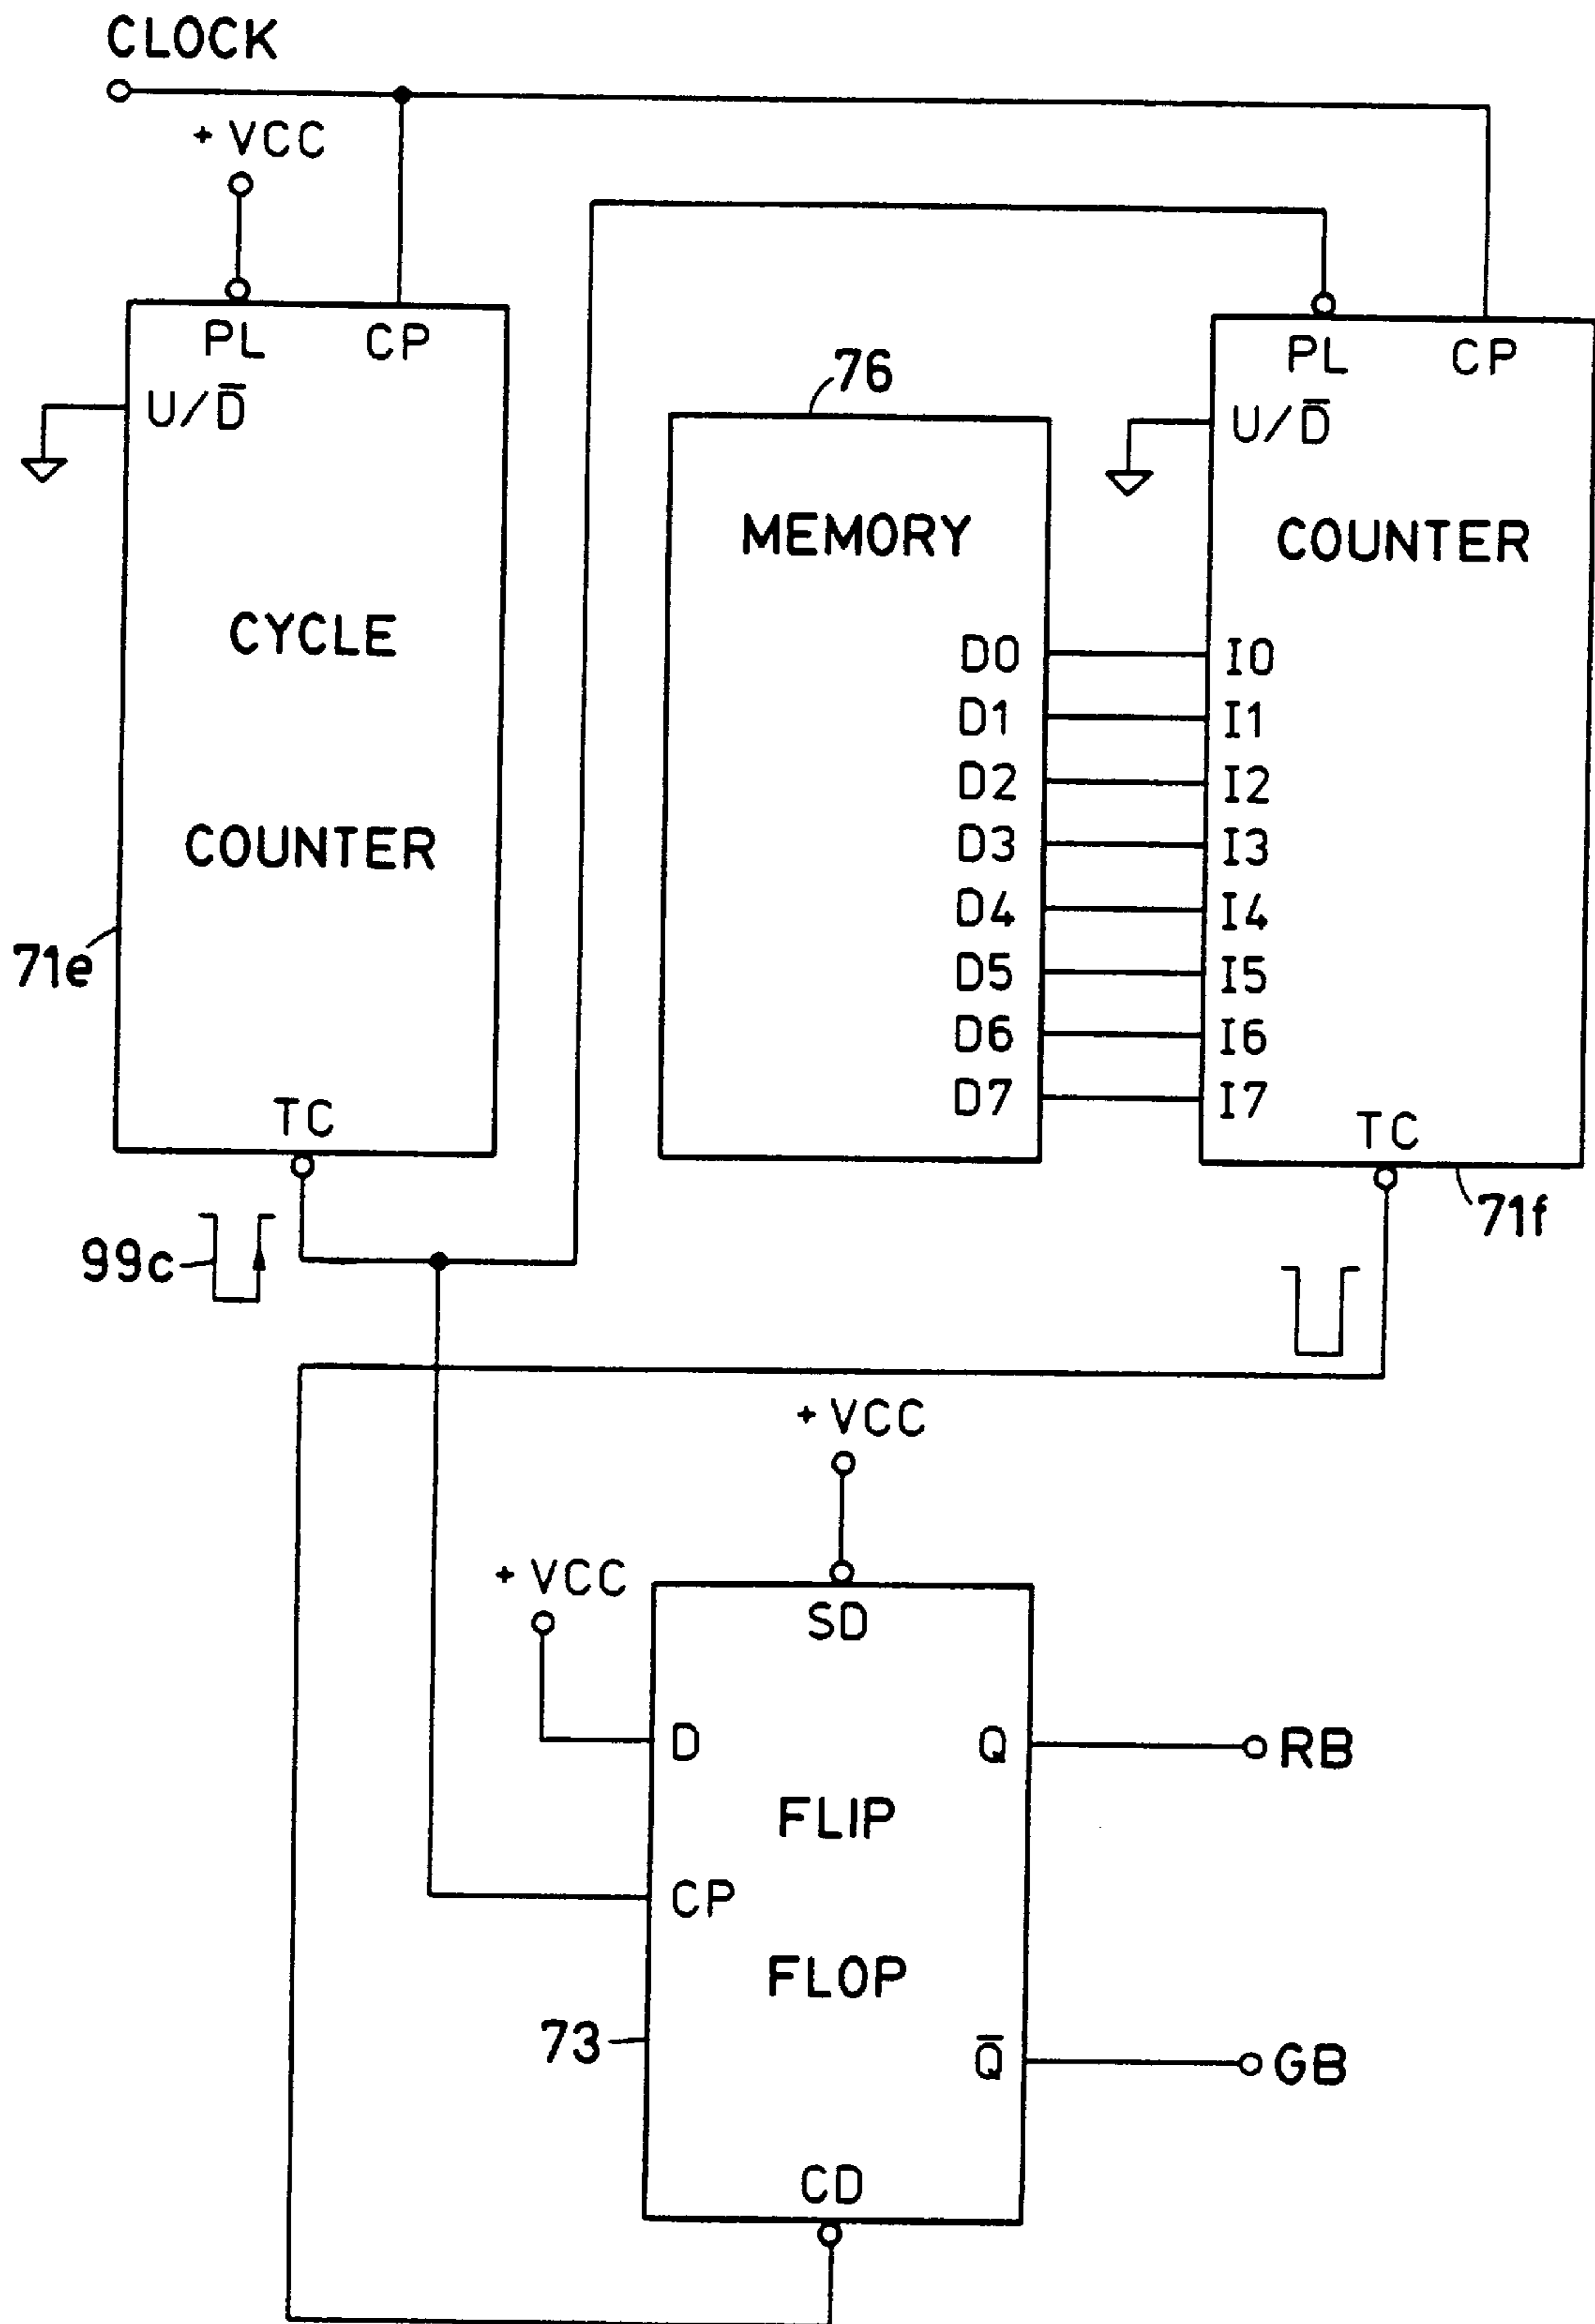 CLOCK
+ VCC
PL CP
U/D̅
CYCLE
COUNTER
71e
TC
99c
76
MEMORY
D0
D1
D2
D3
D4
D5
D6
D7
PL CP
U/D̅
COUNTER
I0
I1
I2
I3
I4
I5
I6
I7
TC
71f
+ VCC
+ VCC
SD
D Q
RB
FLIP
CP
FLOP
73
Q̅
GB
CD